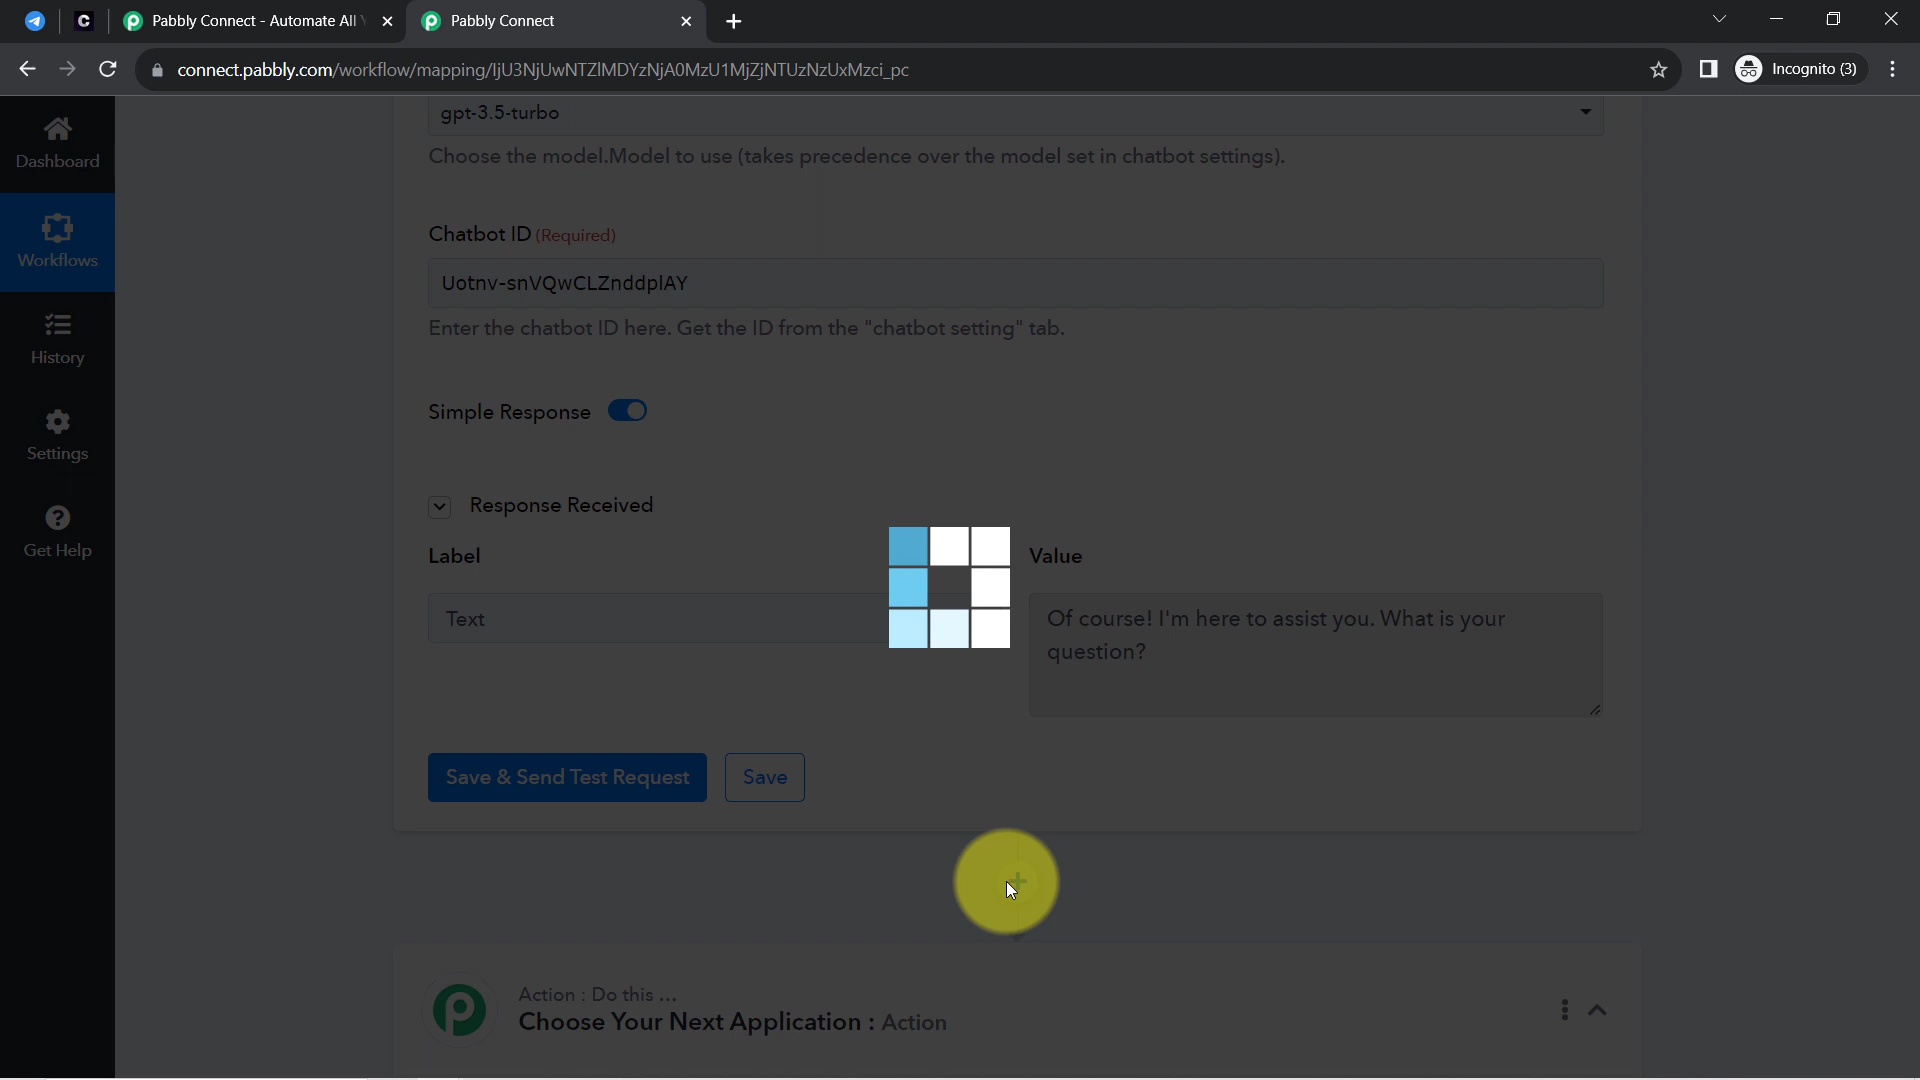 Pabbly Connect - Automate All Y
Pabbly Connect
connect.pabbly.com/workflow/mapping/IjU3NjUwNTZlMDYzNjA0MzU1MjZjNTUzNzUxMzci_pc
Incognito (3)
Dashboard
Workflows
History
Settings
Get Help
gpt-3.5-turbo
Choose the model.Model to use (takes precedence over the model set in chatbot settings).
Chatbot ID (Required)
Uotnv-snVQwCLZnddplAY
Enter the chatbot ID here. Get the ID from the "chatbot setting" tab.
Simple Response
Response Received
Label
Value
Text
Of course! I'm here to assist you. What is your
question?
Save & Send Test Request
Save
Action : Do this ...
Choose Your Next Application : Action